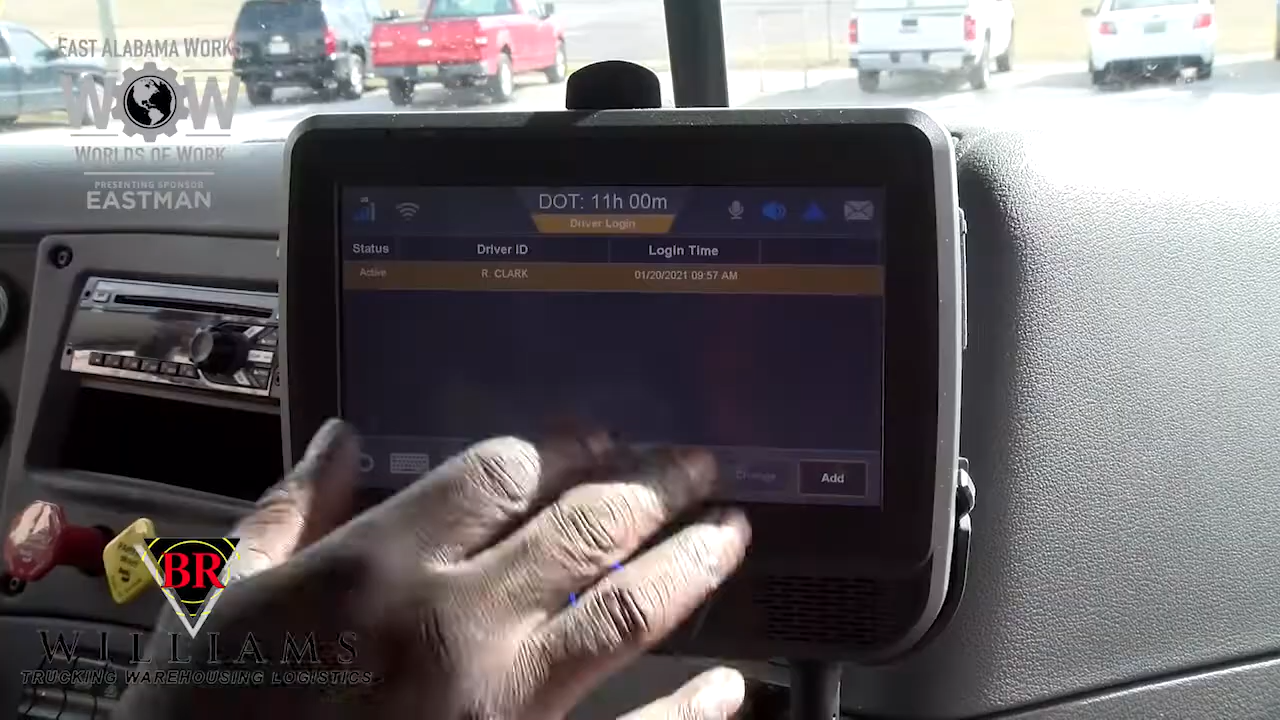 EAST ALABAMA WORKS
WOW
WORLDS OF WORK
PRESENTING SPONSOR
EASTMAN
DOT: 11h 00m
Driver Login
Status Driver ID Login Time
Active R. CLARK 01/20/2021 09:57 AM
Change Add
BR
WILLIAMS
TRUCKING WAREHOUSING LOGISTICS